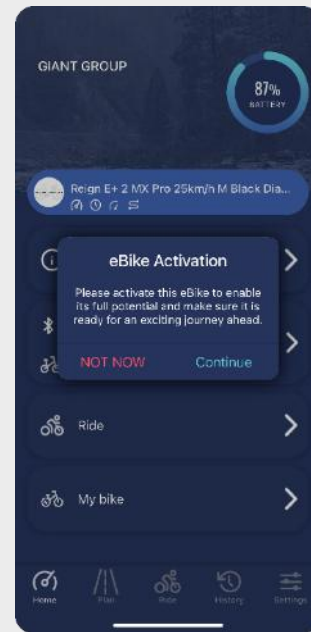 GIANT GROUP
87%
BATTERY
Reign E+ 2 MX Pro 25km/h M Black Dia...
eBike Activation
Please activate this eBike to enable
its full potential and make sure it is
ready for an exciting journey ahead.
NOT NOW
Continue
Ride
My bike
Home
Plan
Ride
History
Settings